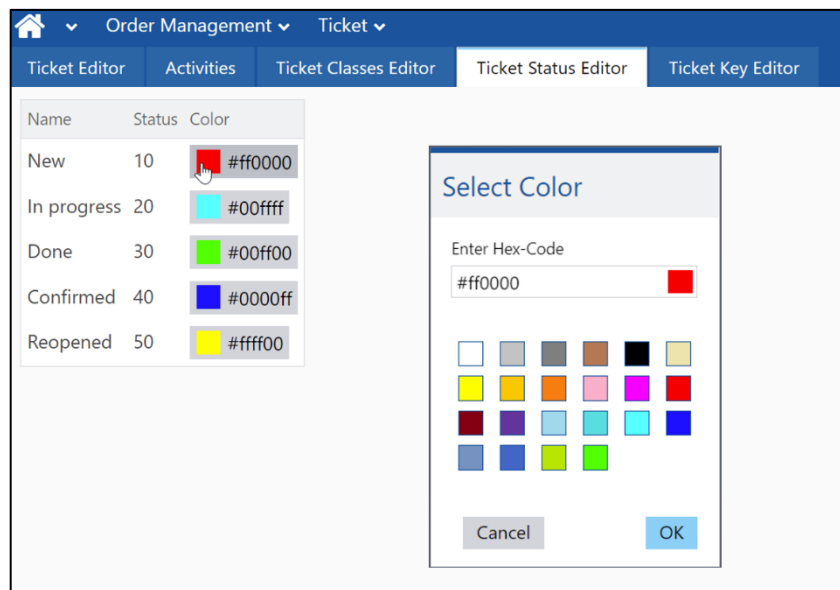 Order Management Ticket
Ticket Editor Activities Ticket Classes Editor Ticket Status Editor Ticket Key Editor
Name Status Color
New 10 #ff0000
In progress 20 #00ffff
Done 30 #00ff00
Confirmed 40 #0000ff
Reopened 50 #ffff00
Select Color
Enter Hex-Code
#ff0000
Cancel OK